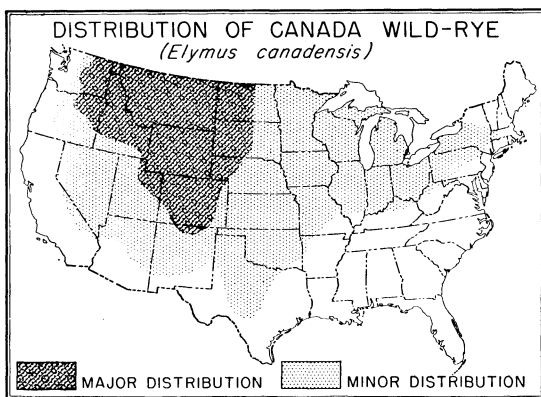 DISTRIBUTION OF CANADA WILD-RYE
(Elymus canadensis)
MAJOR DISTRIBUTION
MINOR DISTRIBUTION